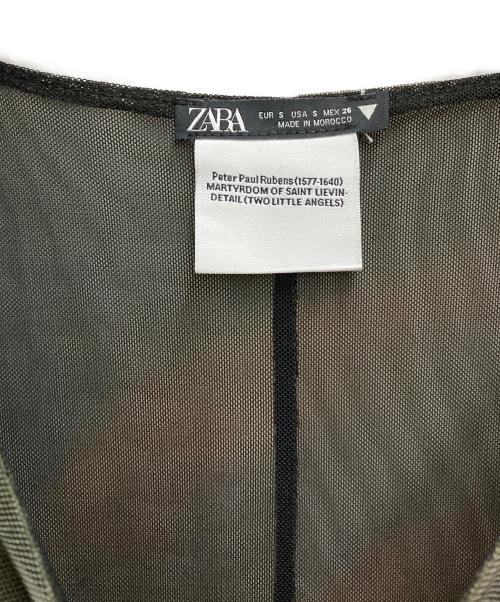 ZARA
EUR S USA S MEX 26
MADE IN MOROCCO
Peter Paul Rubens (1577-1640)
MARTYRDOM OF SAINT LIEVIN-
DETAIL (TWO LITTLE ANGELS)